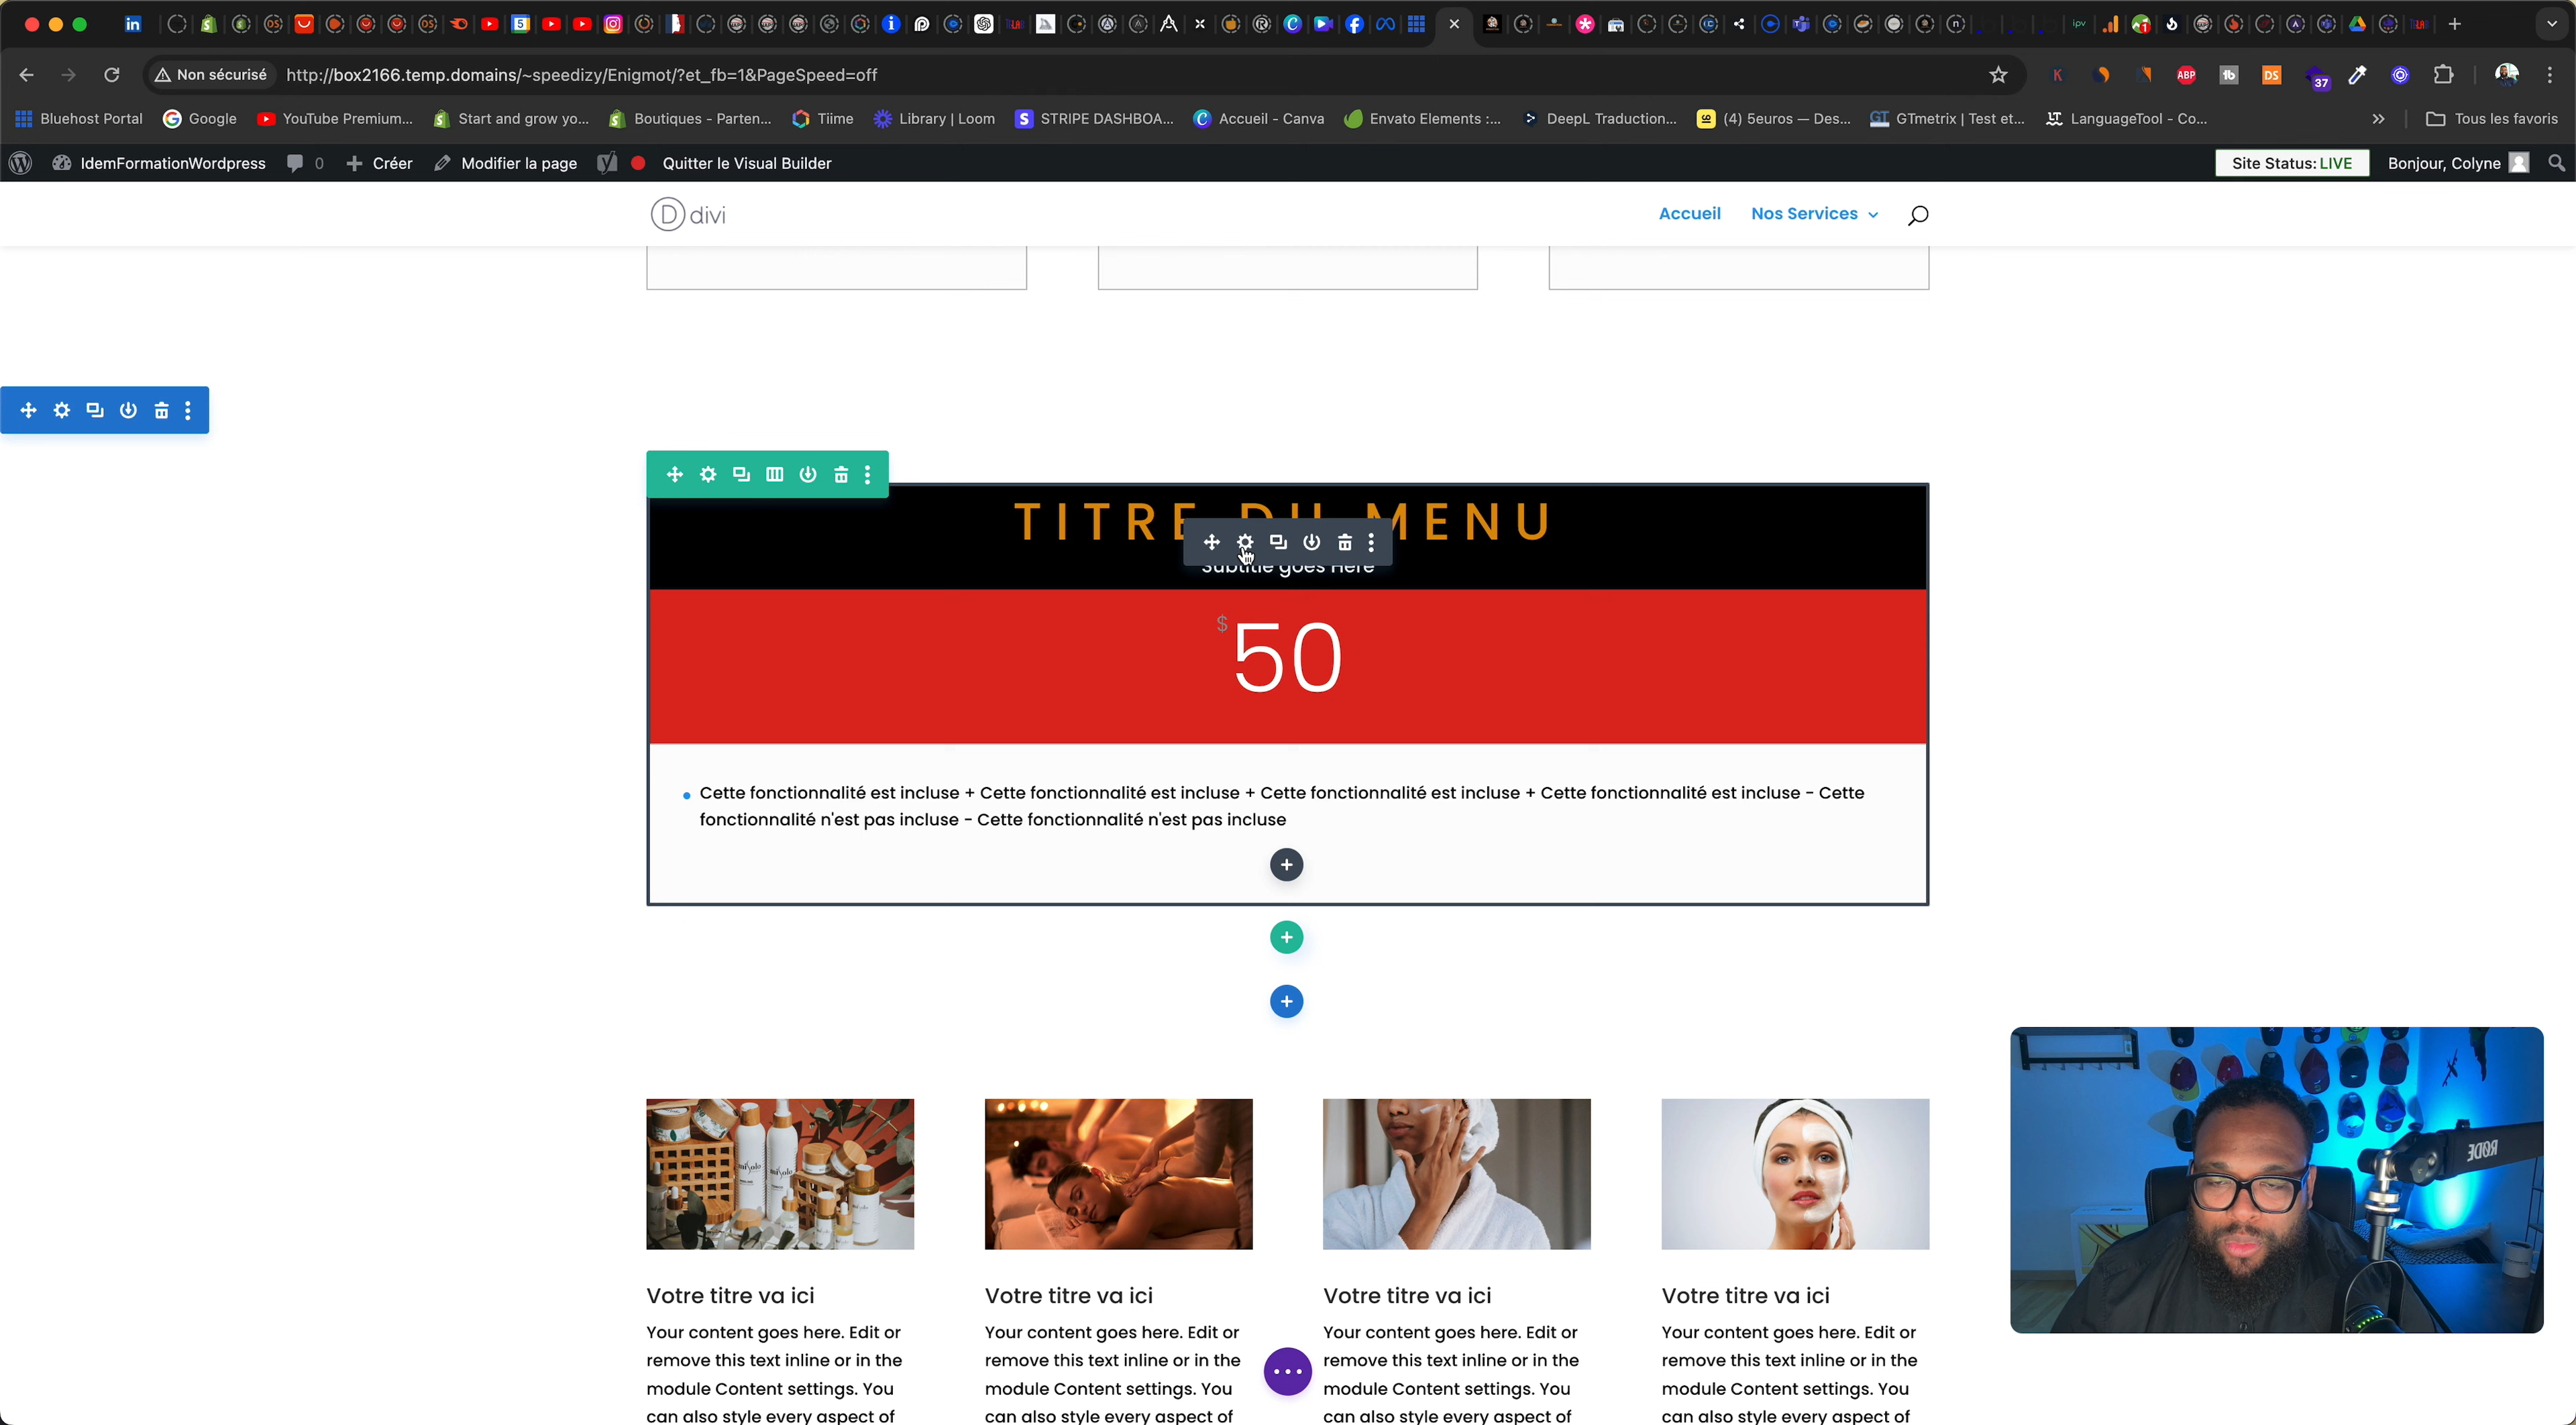 Non sécurisé http://box2166.temp.domains/~speedizy/Enigmot/?et_fb=1&PageSpeed=off
Bluehost Portal Google YouTube Premium... Start and grow yo... Boutiques - Parten... Tiime Library | Loom STRIPE DASHBOA... Accueil - Canva Envato Elements :... DeepL Traduction... (4) 5euros — Des... GTmetrix | Test et... LanguageTool - Co... Tous les favoris
IdemFormationWordpress 0 Créer Modifier la page Quitter le Visual Builder Site Status: LIVE Bonjour, Colyne
divi Accueil Nos Services
TITRE DU MENU
Subtitle goes Here
$50
Cette fonctionnalité est incluse + Cette fonctionnalité est incluse + Cette fonctionnalité est incluse + Cette fonctionnalité est incluse - Cette
fonctionnalité n'est pas incluse - Cette fonctionnalité n'est pas incluse
RØDE
Votre titre va ici Votre titre va ici Votre titre va ici Votre titre va ici
Your content goes here. Edit or Your content goes here. Edit or Your content goes here. Edit or Your content goes here. Edit or
remove this text inline or in the remove this text inline or in the remove this text inline or in the remove this text inline or in the
module Content settings. You module Content settings. You module Content settings. You module Content settings. You
can also style every aspect of can also style every aspect of can also style every aspect of can also style every aspect of